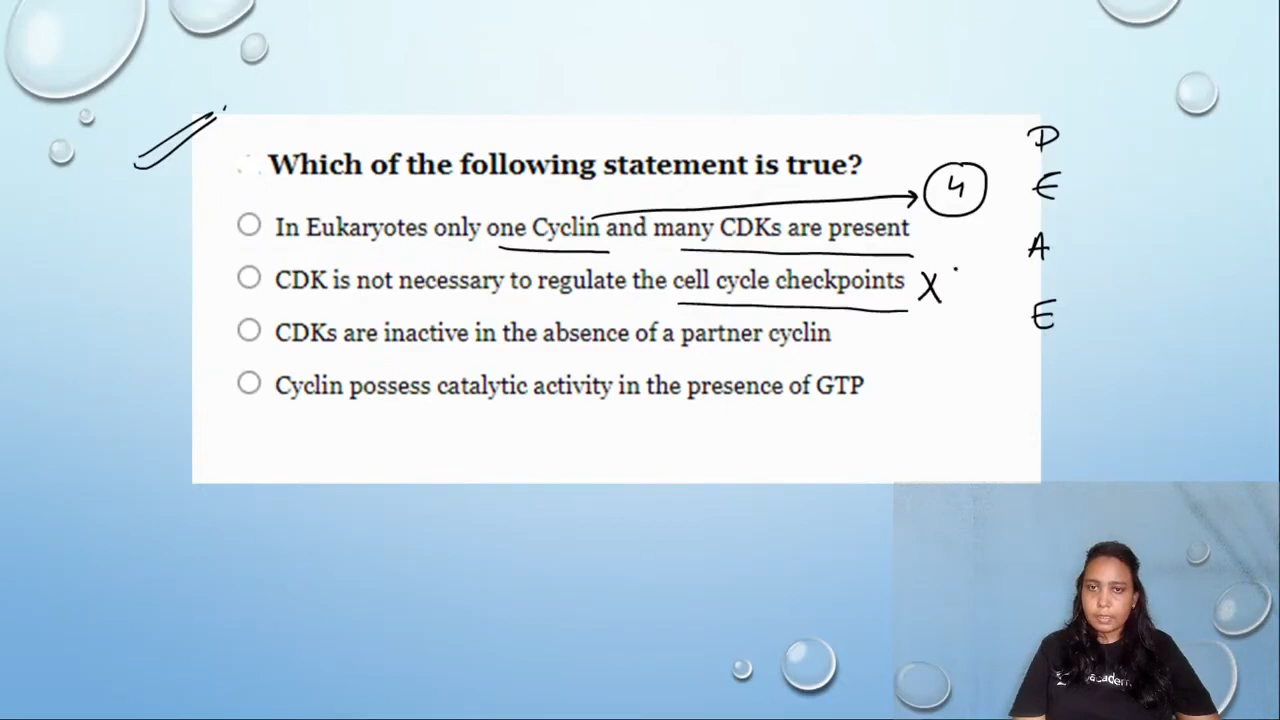 Which of the following statement is true?
4
In Eukaryotes only one Cyclin and many CDKs are present
CDK is not necessary to regulate the cell cycle checkpoints X
CDKs are inactive in the absence of a partner cyclin
Cyclin possess catalytic activity in the presence of GTP
D
E
A
E